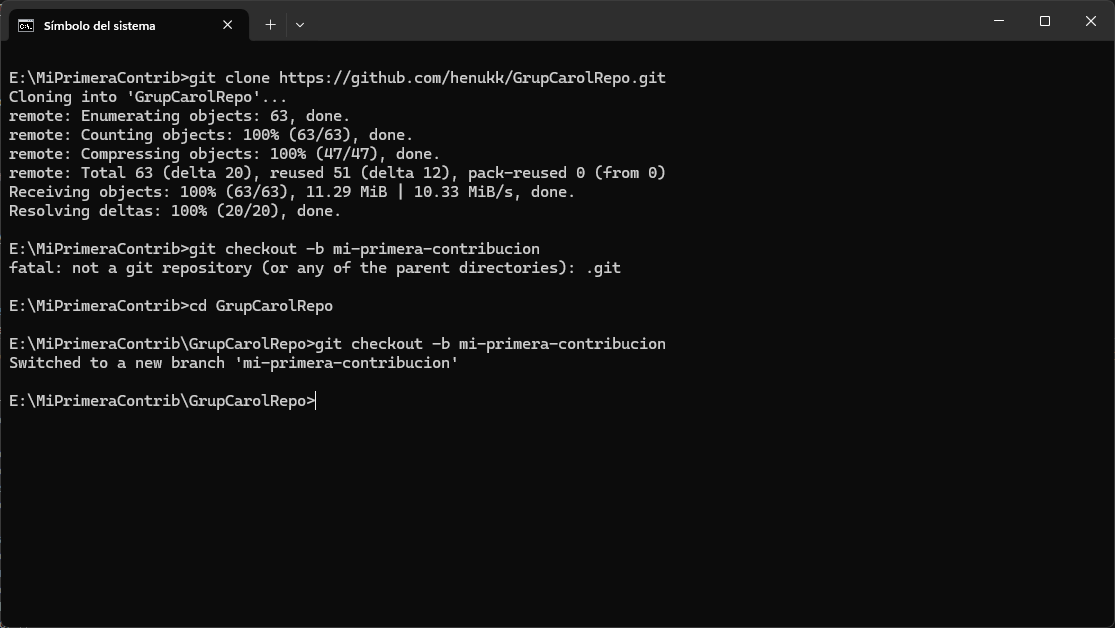 Símbolo del sistema
E:\MiPrimeraContrib>git clone https://github.com/henukk/GrupCarolRepo.git
Cloning into 'GrupCarolRepo'...
remote: Enumerating objects: 63, done.
remote: Counting objects: 100% (63/63), done.
remote: Compressing objects: 100% (47/47), done.
remote: Total 63 (delta 20), reused 51 (delta 12), pack-reused 0 (from 0)
Receiving objects: 100% (63/63), 11.29 MiB | 10.33 MiB/s, done.
Resolving deltas: 100% (20/20), done.
E:\MiPrimeraContrib>git checkout -b mi-primera-contribucion
fatal: not a git repository (or any of the parent directories): .git
E:\MiPrimeraContrib>cd GrupCarolRepo
E:\MiPrimeraContrib\GrupCarolRepo>git checkout -b mi-primera-contribucion
Switched to a new branch 'mi-primera-contribucion'
E:\MiPrimeraContrib\GrupCarolRepo>